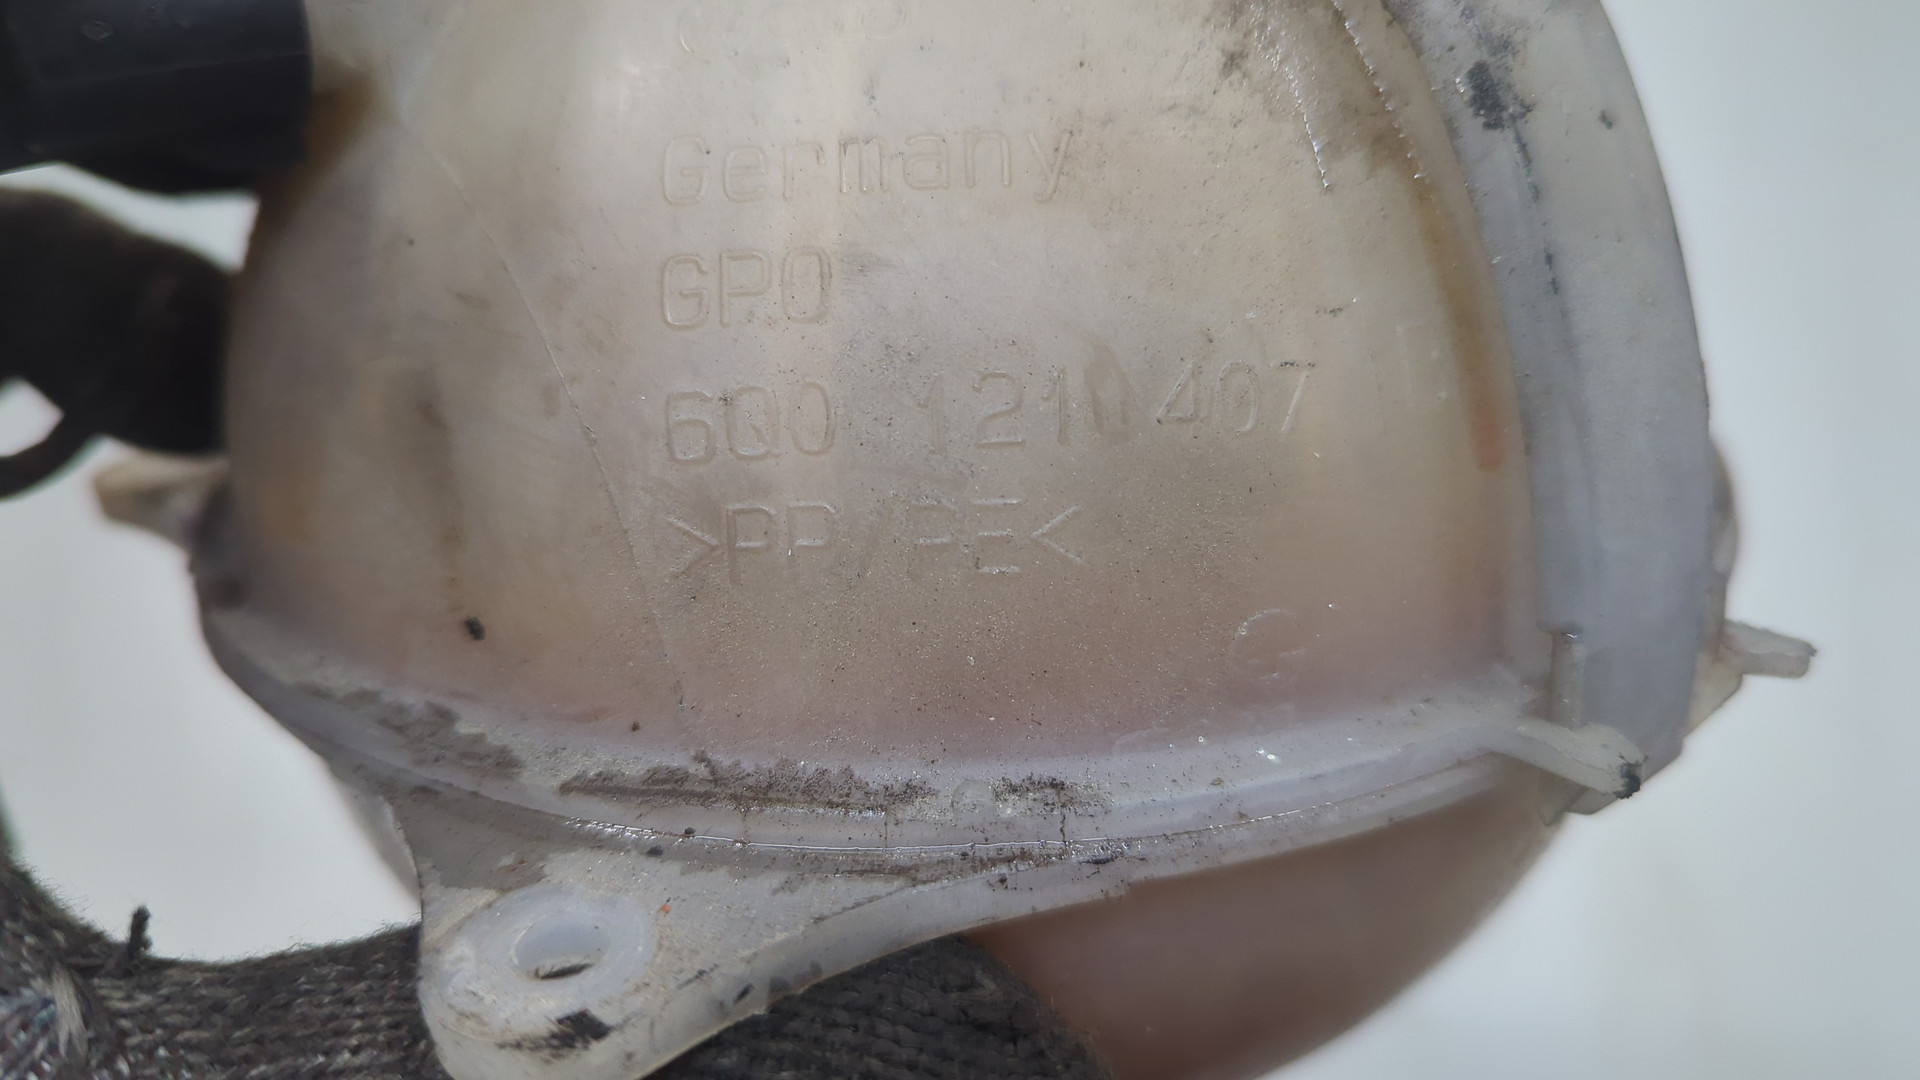 Germany
GPO
6Q0 121 407
>PP/PE<